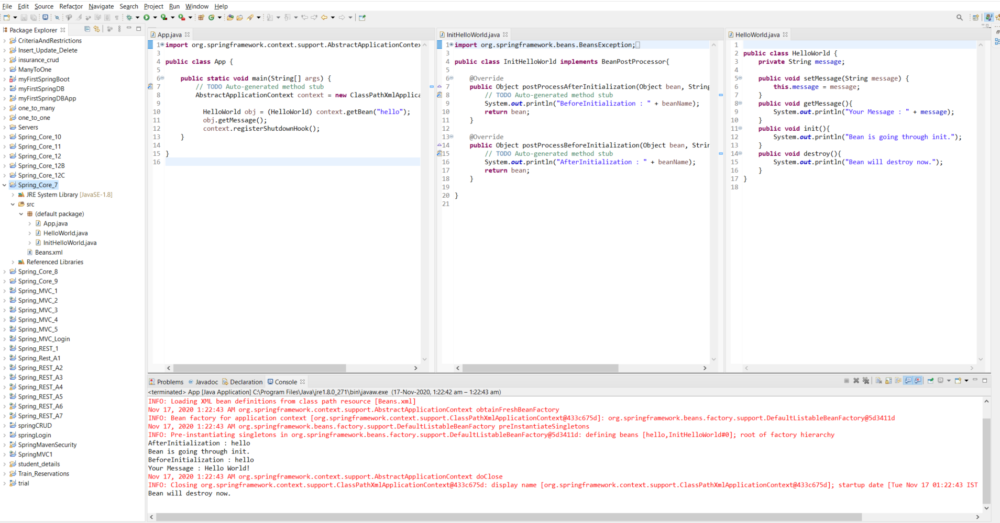 File Edit Source Refactor Navigate Search Project Run Window Help
Package Explorer
CriteriaAndRestrictions
Insert_Update_Delete
insurance_crud
ManyToOne
myFirstSpringBoot
myFirstSpringDB
myFirstSpringDBApp
one_to_many
one_to_one
Servers
Spring_Core_10
Spring_Core_11
Spring_Core_12
Spring_Core_12B
Spring_Core_12C
Spring_Core_7
JRE System Library [JavaSE-1.8]
src
(default package)
App.java
HelloWorld.java
InitHelloWorld.java
Beans.xml
Referenced Libraries
Spring_Core_8
Spring_Core_9
Spring_MVC_1
Spring_MVC_2
Spring_MVC_3
Spring_MVC_4
Spring_MVC_5
Spring_MVC_Login
Spring_REST_1
Spring_Rest_A1
Spring_REST_A2
Spring_REST_A3
Spring_REST_A4
Spring_REST_A5
Spring_REST_A6
Spring_REST_A7
springCRUD
springLogin
SpringMavenSecurity
SpringMVC1
student_details
Train_Reservations
trial
App.java
1 import org.springframework.context.support.AbstractApplicationContex
3
4 public class App {
5
6 public static void main(String[] args) {
7 // TODO Auto-generated method stub
8 AbstractApplicationContext context = new ClassPathXmlApplica
9
10 HelloWorld obj = (HelloWorld) context.getBean("hello");
11 obj.getMessage();
12 context.registerShutdownHook();
13 }
14
15 }
16
InitHelloWorld.java
1 import org.springframework.beans.BeansException;
3
4 public class InitHelloWorld implements BeanPostProcessor{
5
6 @Override
7 public Object postProcessAfterInitialization(Object bean, String
8 // TODO Auto-generated method stub
9 System.out.println("BeforeInitialization : " + beanName);
10 return bean;
11 }
12
13 @Override
14 public Object postProcessBeforeInitialization(Object bean, Strin
15 // TODO Auto-generated method stub
16 System.out.println("AfterInitialization : " + beanName);
17 return bean;
18 }
19
20 }
21
HelloWorld.java
1
2 public class HelloWorld {
3 private String message;
4
5 public void setMessage(String message) {
6 this.message = message;
7 }
8 public void getMessage(){
9 System.out.println("Your Message : " + message);
10 }
11 public void init(){
12 System.out.println("Bean is going through init.");
13 }
14 public void destroy(){
15 System.out.println("Bean will destroy now.");
16 }
17 }
18
Problems @ Javadoc Declaration Console
<terminated> App [Java Application] C:\Program Files\Java\jre1.8.0_271\bin\javaw.exe (17-Nov-2020, 1:22:42 am – 1:22:43 am)
INFO: Loading XML bean definitions from class path resource [Beans.xml]
Nov 17, 2020 1:22:43 AM org.springframework.context.support.AbstractApplicationContext obtainFreshBeanFactory
INFO: Bean factory for application context [org.springframework.context.support.ClassPathXmlApplicationContext@433c675d]: org.springframework.beans.factory.support.DefaultListableBeanFactory@5d3411d
Nov 17, 2020 1:22:43 AM org.springframework.beans.factory.support.DefaultListableBeanFactory preInstantiateSingletons
INFO: Pre-instantiating singletons in org.springframework.beans.factory.support.DefaultListableBeanFactory@5d3411d: defining beans [hello,InitHelloWorld#0]; root of factory hierarchy
AfterInitialization : hello
Bean is going through init.
BeforeInitialization : hello
Your Message : Hello World!
Nov 17, 2020 1:22:43 AM org.springframework.context.support.AbstractApplicationContext doClose
INFO: Closing org.springframework.context.support.ClassPathXmlApplicationContext@433c675d: display name [org.springframework.context.support.ClassPathXmlApplicationContext@433c675d]; startup date [Tue Nov 17 01:22:43 IST
Bean will destroy now.